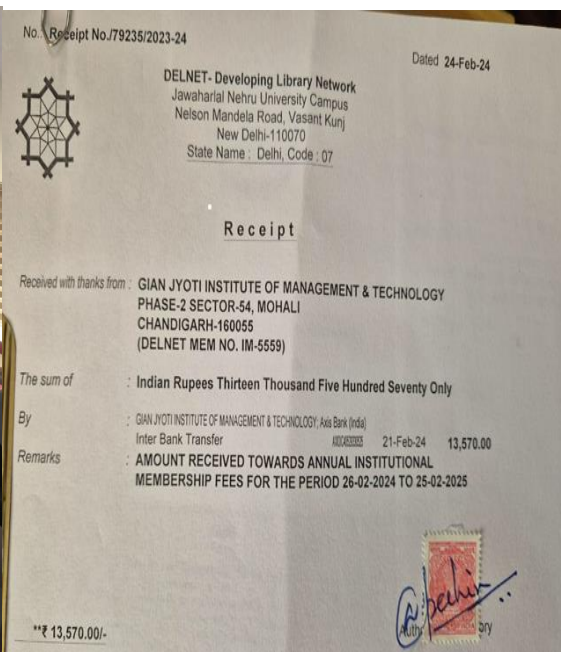 No. Receipt No./79235/2023-24
Dated 24-Feb-24
DELNET- Developing Library Network
Jawaharlal Nehru University Campus
Nelson Mandela Road, Vasant Kunj
New Delhi-110070
State Name : Delhi, Code : 07
Receipt
Received with thanks from : GIAN JYOTI INSTITUTE OF MANAGEMENT & TECHNOLOGY
PHASE-2 SECTOR-54, MOHALI
CHANDIGARH-160055
(DELNET MEM NO. IM-5559)
The sum of : Indian Rupees Thirteen Thousand Five Hundred Seventy Only
By : GIAN JYOTI INSTITUTE OF MANAGEMENT & TECHNOLOGY, Axis Bank (India)
Inter Bank Transfer 21-Feb-24 13,570.00
Remarks : AMOUNT RECEIVED TOWARDS ANNUAL INSTITUTIONAL
MEMBERSHIP FEES FOR THE PERIOD 26-02-2024 TO 25-02-2025
**₹ 13,570.00/-